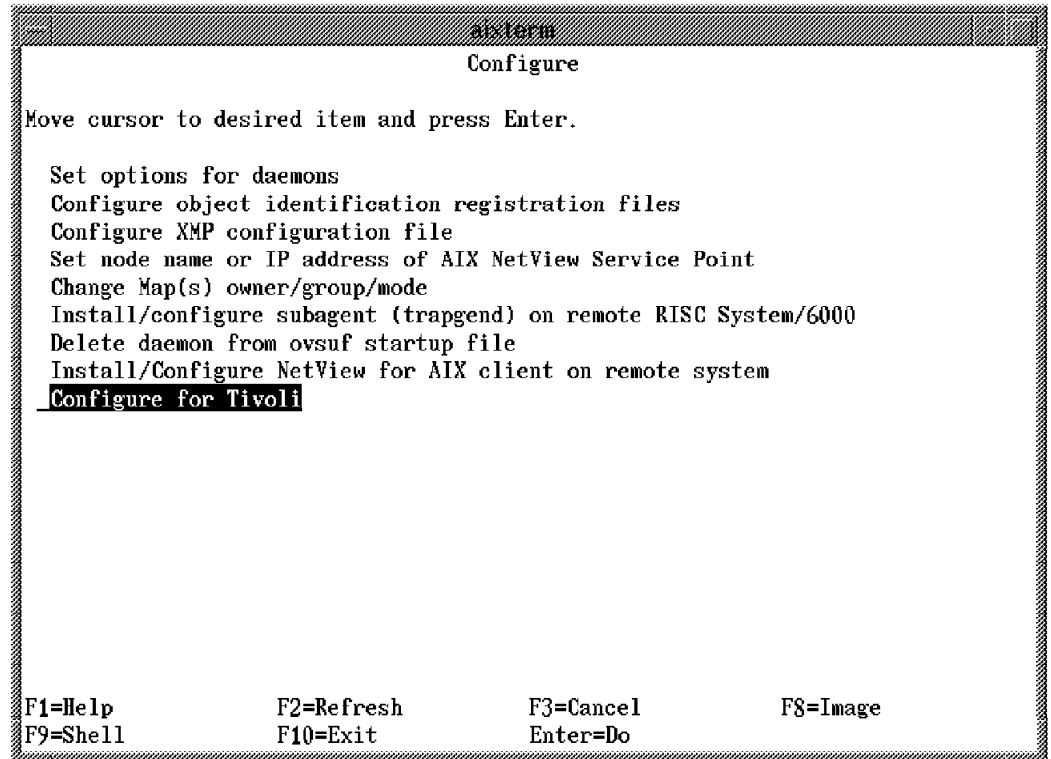 aixterm
Configure
Move cursor to desired item and press Enter.
Set options for daemons
Configure object identification registration files
Configure XMP configuration file
Set node name or IP address of AIX NetView Service Point
Change Map(s) owner/group/mode
Install/configure subagent (trapgend) on remote RISC System/6000
Delete daemon from ovsuf startup file
Install/Configure NetView for AIX client on remote system
Configure for Tivoli
F1=Help F2=Refresh F3=Cancel F8=Image
F9=Shell F10=Exit Enter=Do